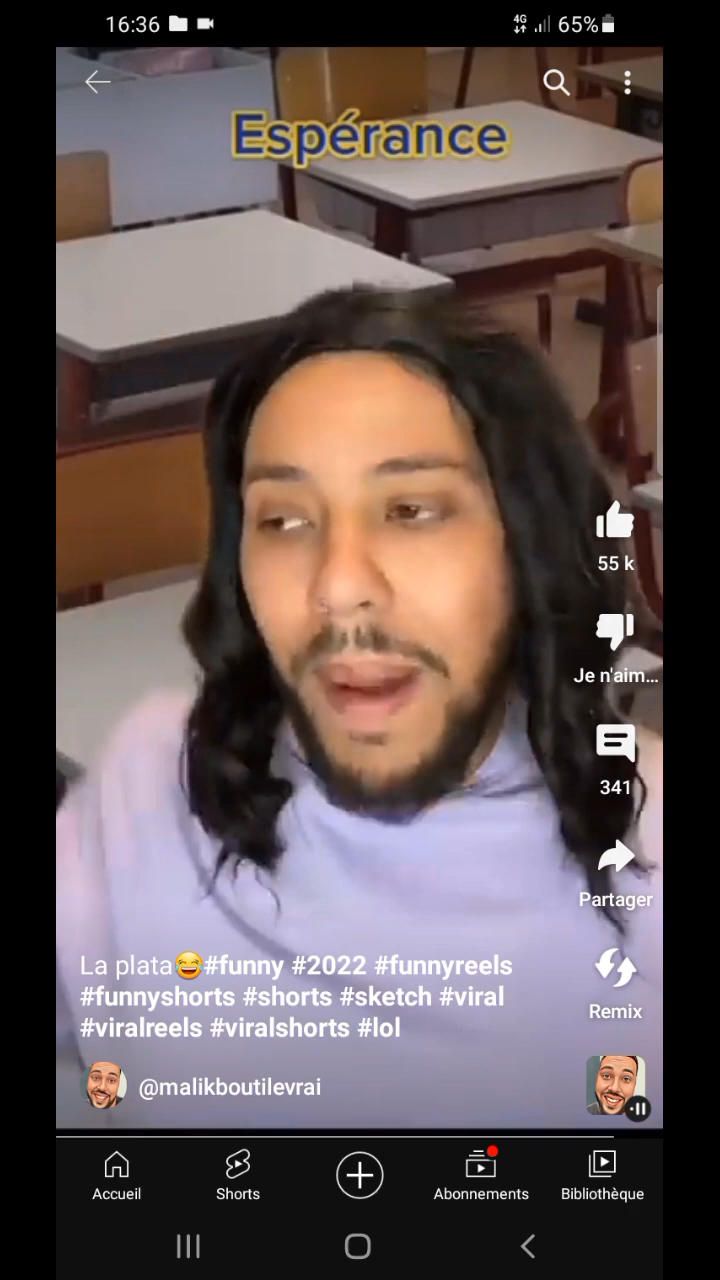 16:36
4G
65%
Espérance
55 k
Je n'aim...
341
Partager
La plata😂#funny #2022 #funnyreels
#funnyshorts #shorts #sketch #viral
#viralreels #viralshorts #lol
Remix
@malikboutilevrai
Accueil
Shorts
Abonnements
Bibliothèque